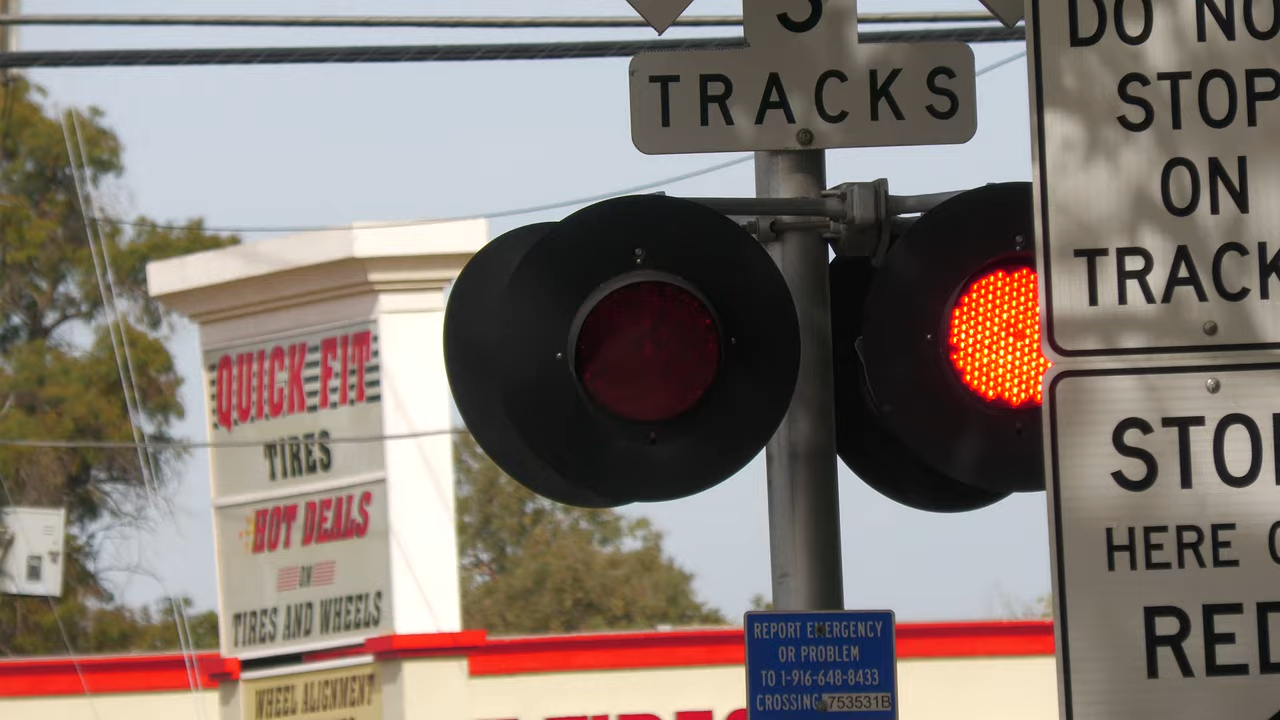 3
TRACKS
DO NO
STOP
ON
TRACK
STO
HERE
RED
QUICK FIT
TIRES
HOT DEALS
ON
TIRES AND WHEELS
WHEEL ALIGNMENT
REPORT EMERGENCY
OR PROBLEM
TO 1-916-648-8433
CROSSING 753531B